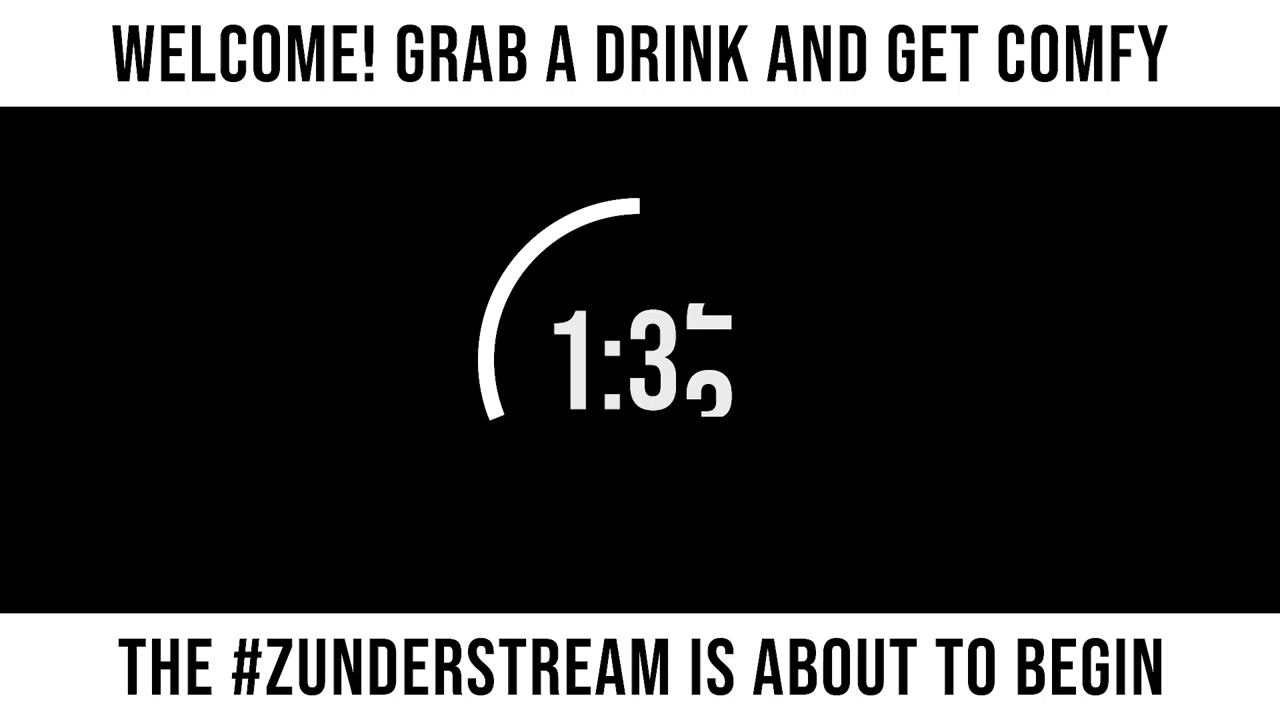 WELCOME! GRAB A DRINK AND GET COMFY
1:3
THE #ZUNDERSTREAM IS ABOUT TO BEGIN